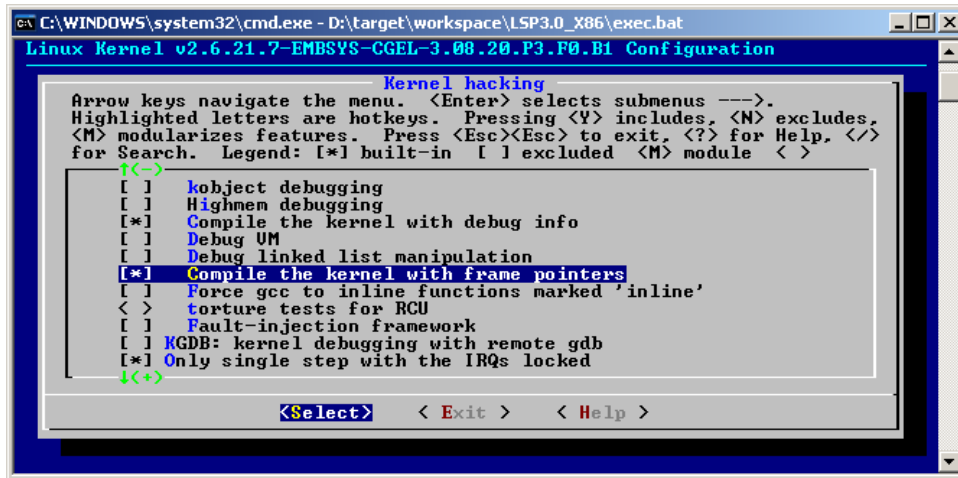 C:\WINDOWS\system32\cmd.exe - D:\target\workspace\LSP3.0_X86\exec.bat
Linux Kernel v2.6.21.7-EMBSYS-CGEL-3.08.20.P3.F0.B1 Configuration
Kernel hacking
Arrow keys navigate the menu.  <Enter> selects submenus --->.
Highlighted letters are hotkeys.  Pressing <Y> includes, <N> excludes,
<M> modularizes features.  Press <Esc><Esc> to exit, <?> for Help, </>
for Search.  Legend: [*] built-in  [ ] excluded  <M> module  < >
↑(-)
[ ]   kobject debugging
[ ]   Highmem debugging
[*]   Compile the kernel with debug info
[ ]   Debug VM
[ ]   Debug linked list manipulation
[*]   Compile the kernel with frame pointers
[ ]   Force gcc to inline functions marked 'inline'
< >   torture tests for RCU
[ ]   Fault-injection framework
[ ] KGDB: kernel debugging with remote gdb
[*] Only single step with the IRQs locked
↓(+)
<Select>    < Exit >    < Help >